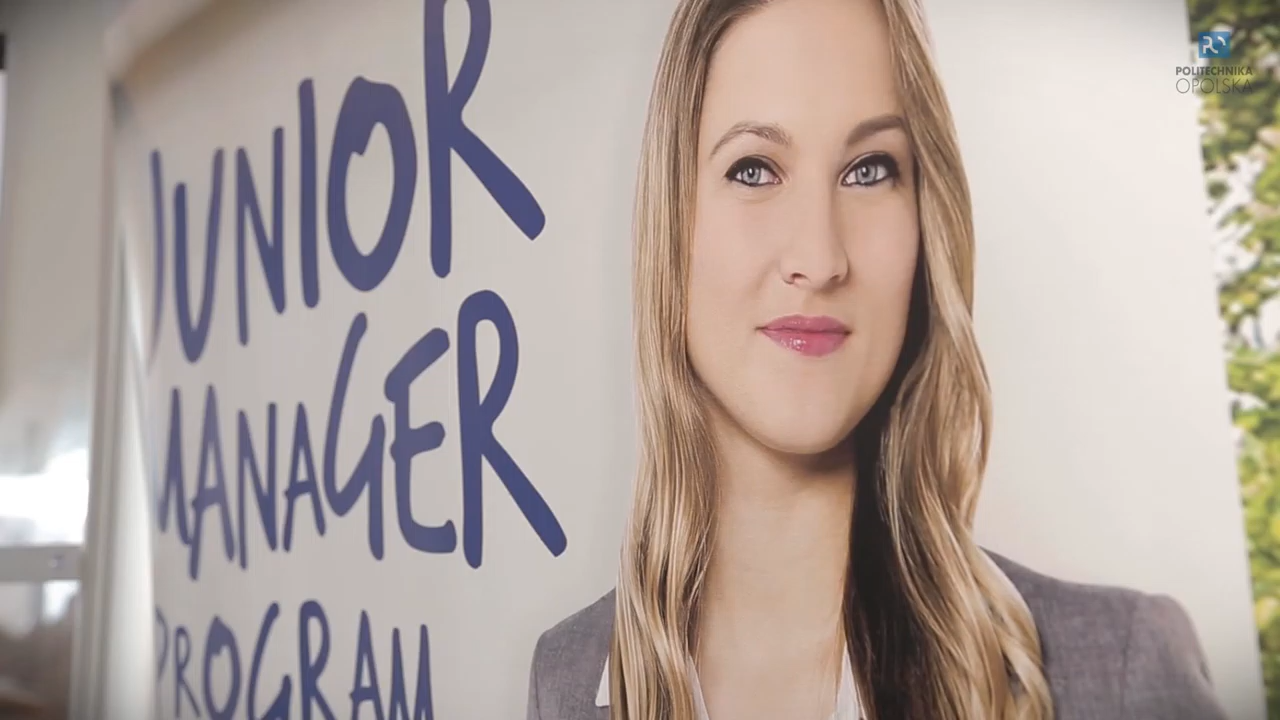 JUNIOR
MANAGER
PROGRAM
POLITECHNIKA
OPOLSKA